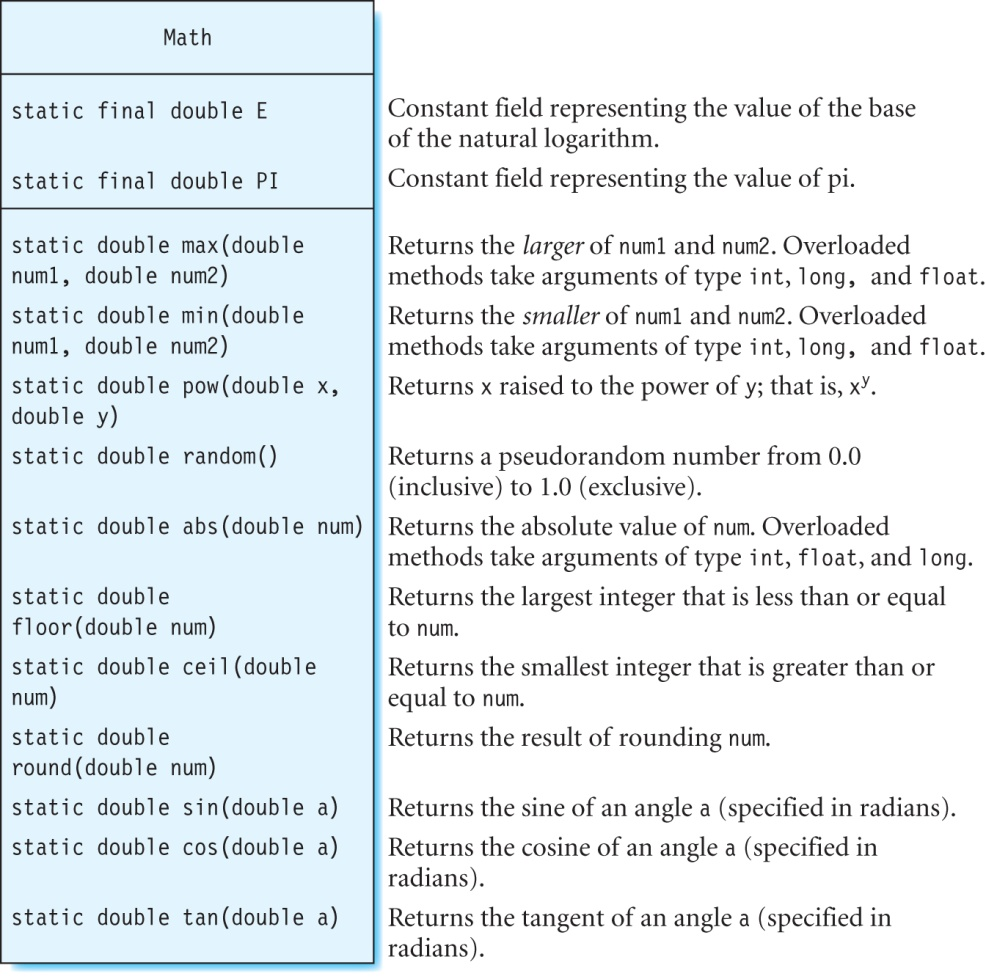 Math
static final double E
Constant field representing the value of the base
of the natural logarithm.
static final double PI
Constant field representing the value of pi.
static double max(double
num1, double num2)
Returns the larger of num1 and num2. Overloaded
methods take arguments of type int, long, and float.
static double min(double
num1, double num2)
Returns the smaller of num1 and num2. Overloaded
methods take arguments of type int, long, and float.
static double pow(double x,
double y)
Returns x raised to the power of y; that is, xʸ.
static double random()
Returns a pseudorandom number from 0.0
(inclusive) to 1.0 (exclusive).
static double abs(double num)
Returns the absolute value of num. Overloaded
methods take arguments of type int, float, and long.
static double
floor(double num)
Returns the largest integer that is less than or equal
to num.
static double ceil(double
num)
Returns the smallest integer that is greater than or
equal to num.
static double
round(double num)
Returns the result of rounding num.
static double sin(double a)
Returns the sine of an angle a (specified in radians).
static double cos(double a)
Returns the cosine of an angle a (specified in
radians).
static double tan(double a)
Returns the tangent of an angle a (specified in
radians).